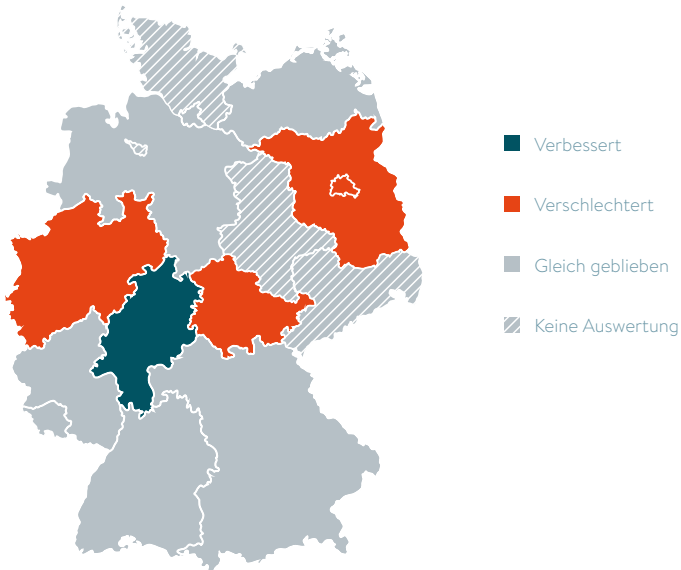 Verbessert
Verschlechtert
Gleich geblieben
Keine Auswertung